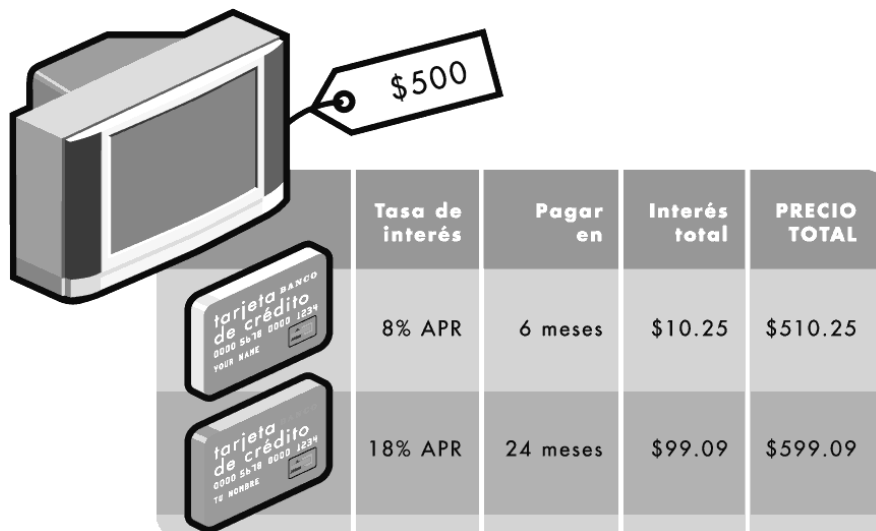 $500
Tasa de
interés
Pagar
en
Interés
total
PRECIO
TOTAL
tarjeta BANCO
de crédito
0000 5678 0000 1234
YOUR NAME
8% APR
6 meses
$10.25
$510.25
tarjeta
de crédito
0000 5678 0000 1234
TU NOMBRE
18% APR
24 meses
$99.09
$599.09